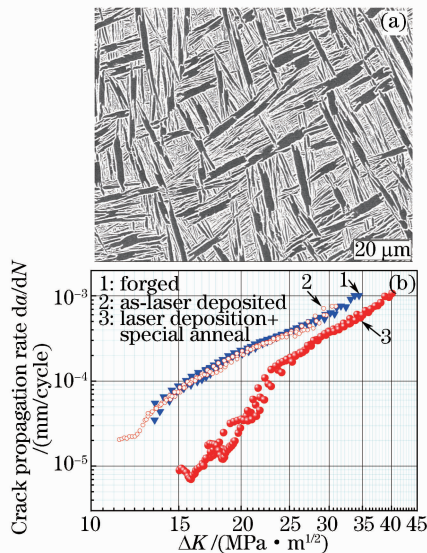 (a)
20 μm
(b)
1: forged
2: as-laser deposited
3: laser deposition+
special anneal
2
1
3
Crack propagation rate da/dN
/(mm/cycle)
10⁻³
10⁻⁴
10⁻⁵
10 15 20 25 30 35 40 45
ΔK /(MPa · m¹/²)